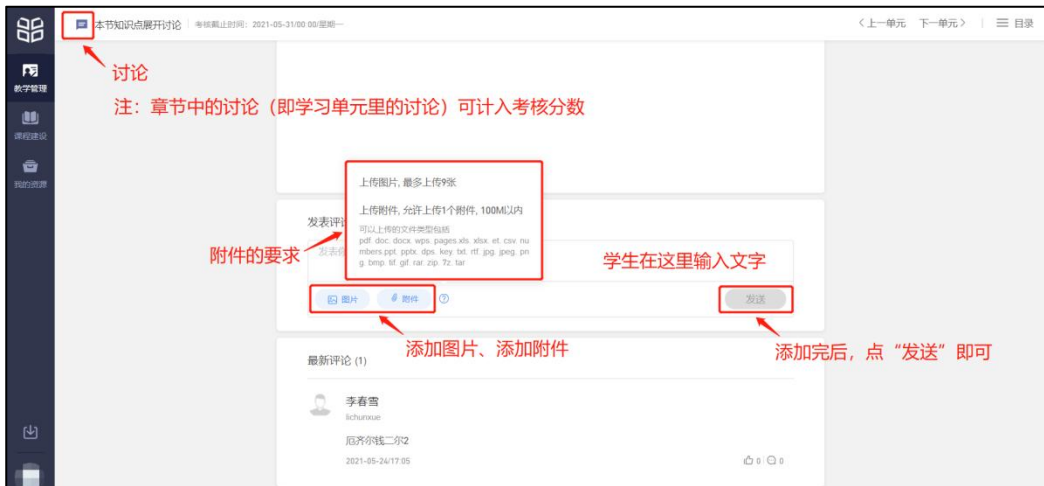 本节知识点展开讨论 考核截止时间: 2021-05-31/00:00/星期一
上一单元 下一单元 目录
教学管理
课程建设
我的资源
讨论
注：章节中的讨论（即学习单元里的讨论）可计入考核分数
上传图片, 最多上传9张
上传附件, 允许上传1个附件, 100M以内
可以上传的文件类型包括
pdf doc. docx. wps. pages.xls. xlsx. et. csv. nu
mbers.ppt. pptx. dps. key. txt. rtf. jpg. jpeg. pn
g. bmp. tif. gif. rar. zip. 7z. tar
附件的要求
发表评
发表
学生在这里输入文字
图片 附件
发送
添加图片、添加附件
添加完后，点“发送”即可
最新评论 (1)
李春雪
lichunxue
厄齐尔钱二尔2
2021-05-24/17:05
0 0